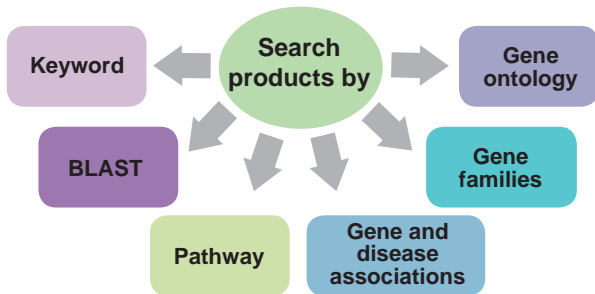 Search
products by
Keyword
BLAST
Pathway
Gene and
disease
associations
Gene
families
Gene
ontology